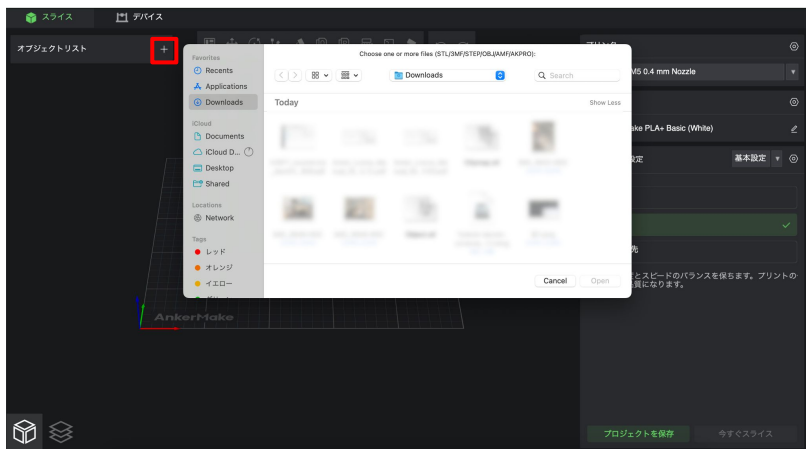 スライス
デバイス
オブジェクトリスト
Favorites
Recents
Applications
Downloads
iCloud
Documents
iCloud D...
Desktop
Shared
Locations
Network
Tags
レッド
オレンジ
イエロー
Choose one or more files (STL/3MF/STEP/OBJ/AMF/AKPRO):
Downloads
Search
Today
Show Less
Cancel
Open
M5 0.4 mm Nozzle
ake PLA+ Basic (White)
設定
基本設定
先
とスピードのバランスを保ちます。プリントの
品質になります。
AnkerMake
プロジェクトを保存
今すぐスライス